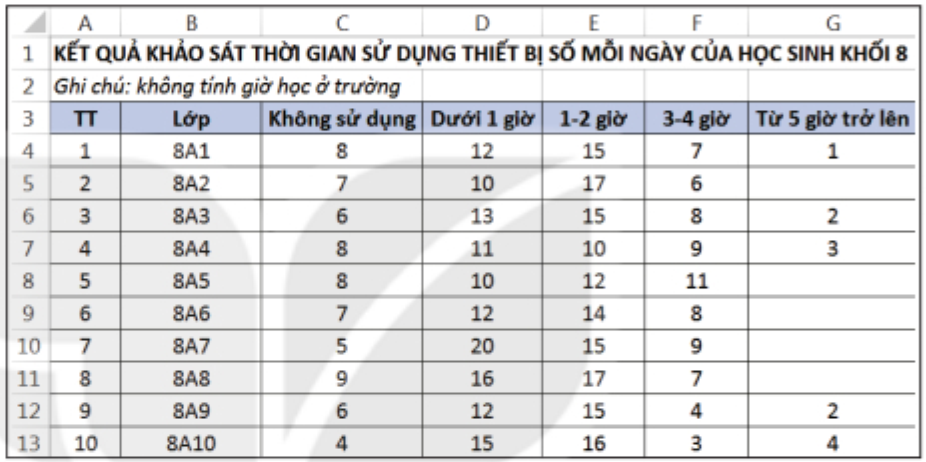 A B C D E F G
1 KẾT QUẢ KHẢO SÁT THỜI GIAN SỬ DỤNG THIẾT BỊ SỐ MỖI NGÀY CỦA HỌC SINH KHỐI 8
2 Ghi chú: không tính giờ học ở trường
3 TT Lớp Không sử dụng Dưới 1 giờ 1-2 giờ 3-4 giờ Từ 5 giờ trở lên
4 1 8A1 8 12 15 7 1
5 2 8A2 7 10 17 6
6 3 8A3 6 13 15 8 2
7 4 8A4 8 11 10 9 3
8 5 8A5 8 10 12 11
9 6 8A6 7 12 14 8
10 7 8A7 5 20 15 9
11 8 8A8 9 16 17 7
12 9 8A9 6 12 15 4 2
13 10 8A10 4 15 16 3 4